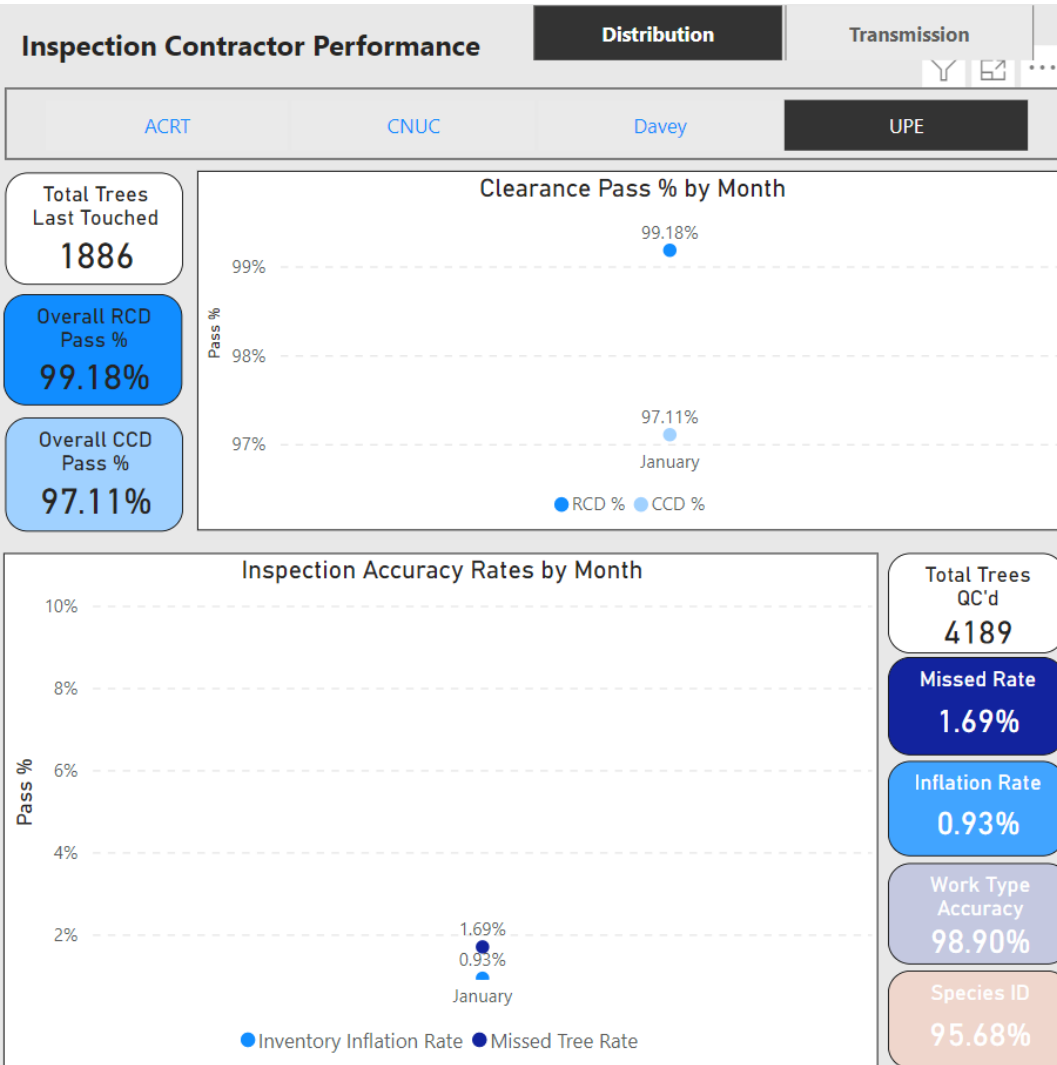 Inspection Contractor Performance
Distribution
Transmission
ACRT
CNUC
Davey
UPE
Total Trees
Last Touched
1886
Overall RCD
Pass %
99.18%
Overall CCD
Pass %
97.11%
Clearance Pass % by Month
Pass %
99%
98%
97%
99.18%
97.11%
January
RCD %
CCD %
Inspection Accuracy Rates by Month
Pass %
10%
8%
6%
4%
2%
1.69%
0.93%
January
Inventory Inflation Rate
Missed Tree Rate
Total Trees
QC'd
4189
Missed Rate
1.69%
Inflation Rate
0.93%
Work Type
Accuracy
98.90%
Species ID
95.68%